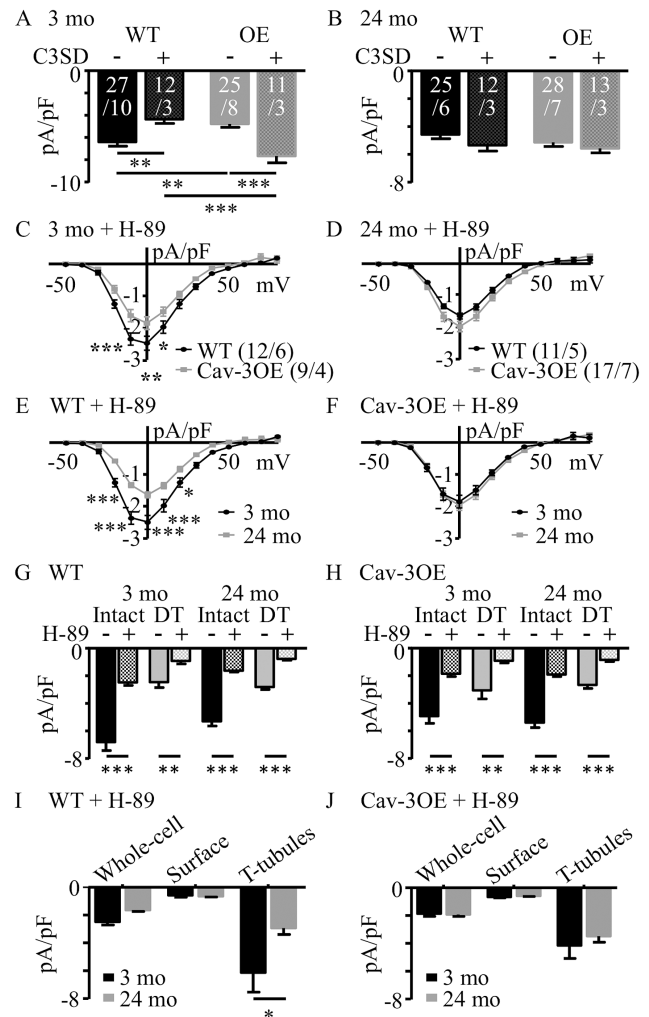 A 3 mo
WT OE
C3SD - + - +
0
27 12 25 11
/10 /3 /8 /3
pA/pF
-10
**
** ***
***
B 24 mo
WT OE
- + - +
0
25 12 28 13
/6 /3 /7 /3
pA/pF
-8
C 3 mo + H-89
pA/pF
-50 50 mV
-1
-2
-3
*** *
**
WT (12/6)
Cav-3OE (9/4)
D 24 mo + H-89
pA/pF
-50 50 mV
-1
-2
-3
WT (11/5)
Cav-3OE (17/7)
E WT + H-89
pA/pF
-50 50 mV
-1
-2
-3
*** *
*** *** ***
3 mo
24 mo
F Cav-3OE + H-89
pA/pF
-50 50 mV
-1
-2
-3
3 mo
24 mo
G WT
3 mo 24 mo
Intact DT Intact DT
H-89 - + - + - + - +
0
pA/pF
-8
*** ** *** ***
H Cav-3OE
3 mo 24 mo
Intact DT Intact DT
H-89 - + - + - + - +
0
pA/pF
-8
*** ** *** ***
I WT + H-89
Whole-cell
Surface
T-tubules
0
pA/pF
-8
3 mo
24 mo
*
J Cav-3OE + H-89
Whole-cell
Surface
T-tubules
0
pA/pF
-8
3 mo
24 mo